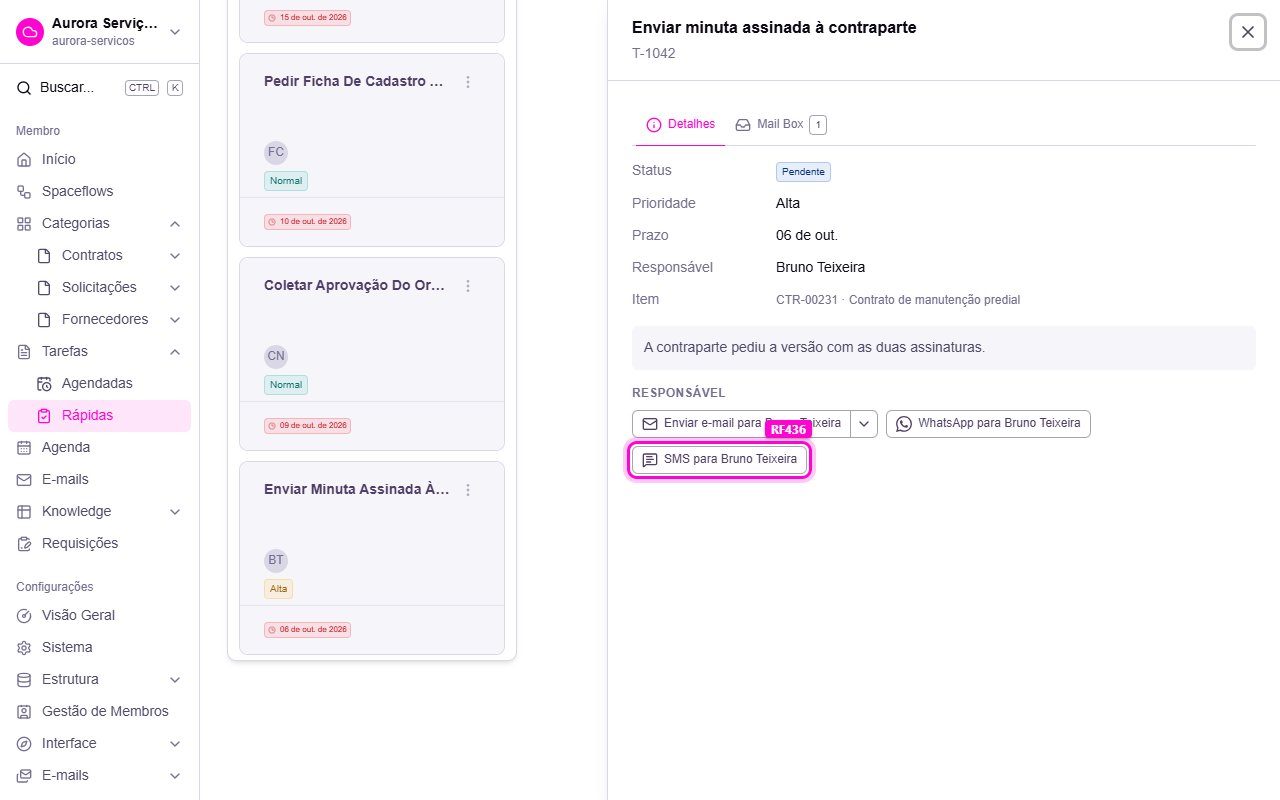 Aurora Serviç...
aurora-servicos
Buscar...
CTRL
K
Membro
Início
Spaceflows
Categorias
Contratos
Solicitações
Fornecedores
Tarefas
Agendadas
Rápidas
Agenda
E-mails
Knowledge
Requisições
Configurações
Visão Geral
Sistema
Estrutura
Gestão de Membros
Interface
E-mails
15 de out. de 2026
Pedir Ficha De Cadastro ...
FC
Normal
10 de out. de 2026
Coletar Aprovação Do Or...
CN
Normal
09 de out. de 2026
Enviar Minuta Assinada À...
BT
Alta
06 de out. de 2026
Enviar minuta assinada à contraparte
T-1042
Detalhes
Mail Box 1
Status Pendente
Prioridade Alta
Prazo 06 de out.
Responsável Bruno Teixeira
Item CTR-00231 · Contrato de manutenção predial
A contraparte pediu a versão com as duas assinaturas.
RESPONSÁVEL
Enviar e-mail para Bruno Teixeira
WhatsApp para Bruno Teixeira
RF436
SMS para Bruno Teixeira